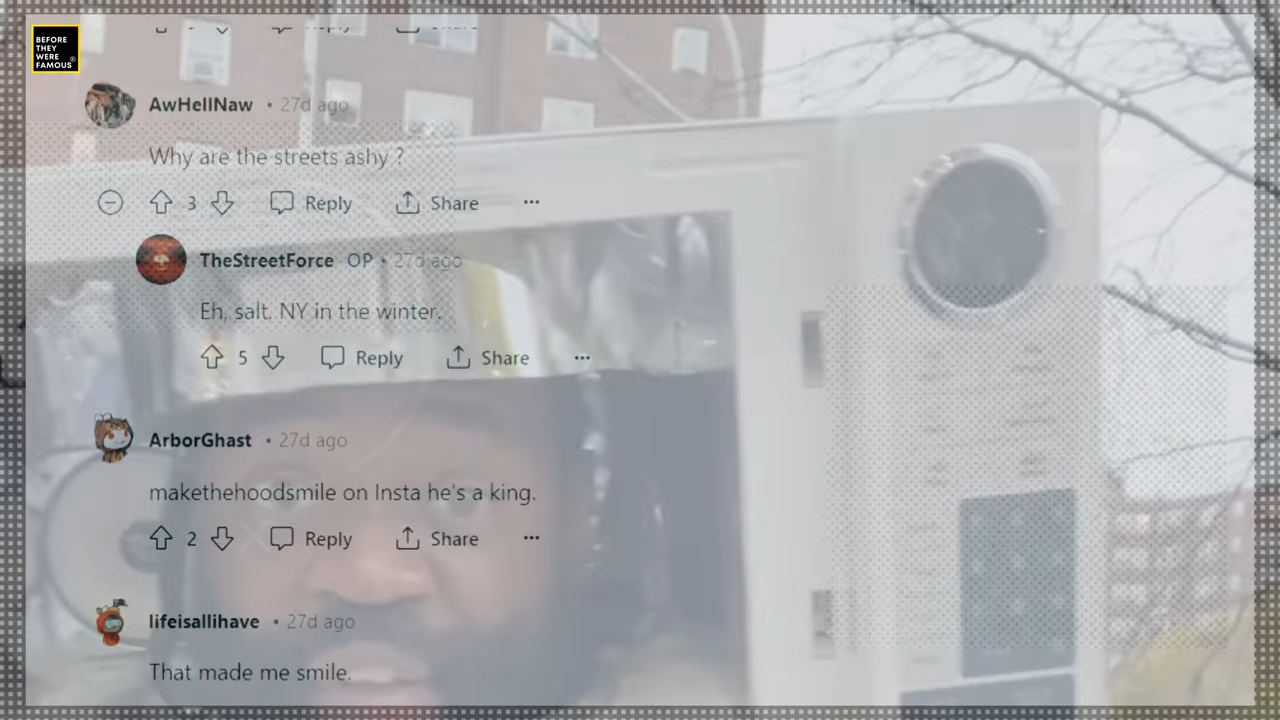 BEFORE
THEY
WERE
FAMOUS®
Reply Share
AwHellNaw • 27d ago
Why are the streets ashy ?
3 Reply Share ...
TheStreetForce OP • 27d ago
Eh, salt. NY in the winter.
5 Reply Share ...
ArborGhast • 27d ago
makethehoodsmile on Insta he's a king.
2 Reply Share ...
lifeisallihave • 27d ago
That made me smile.